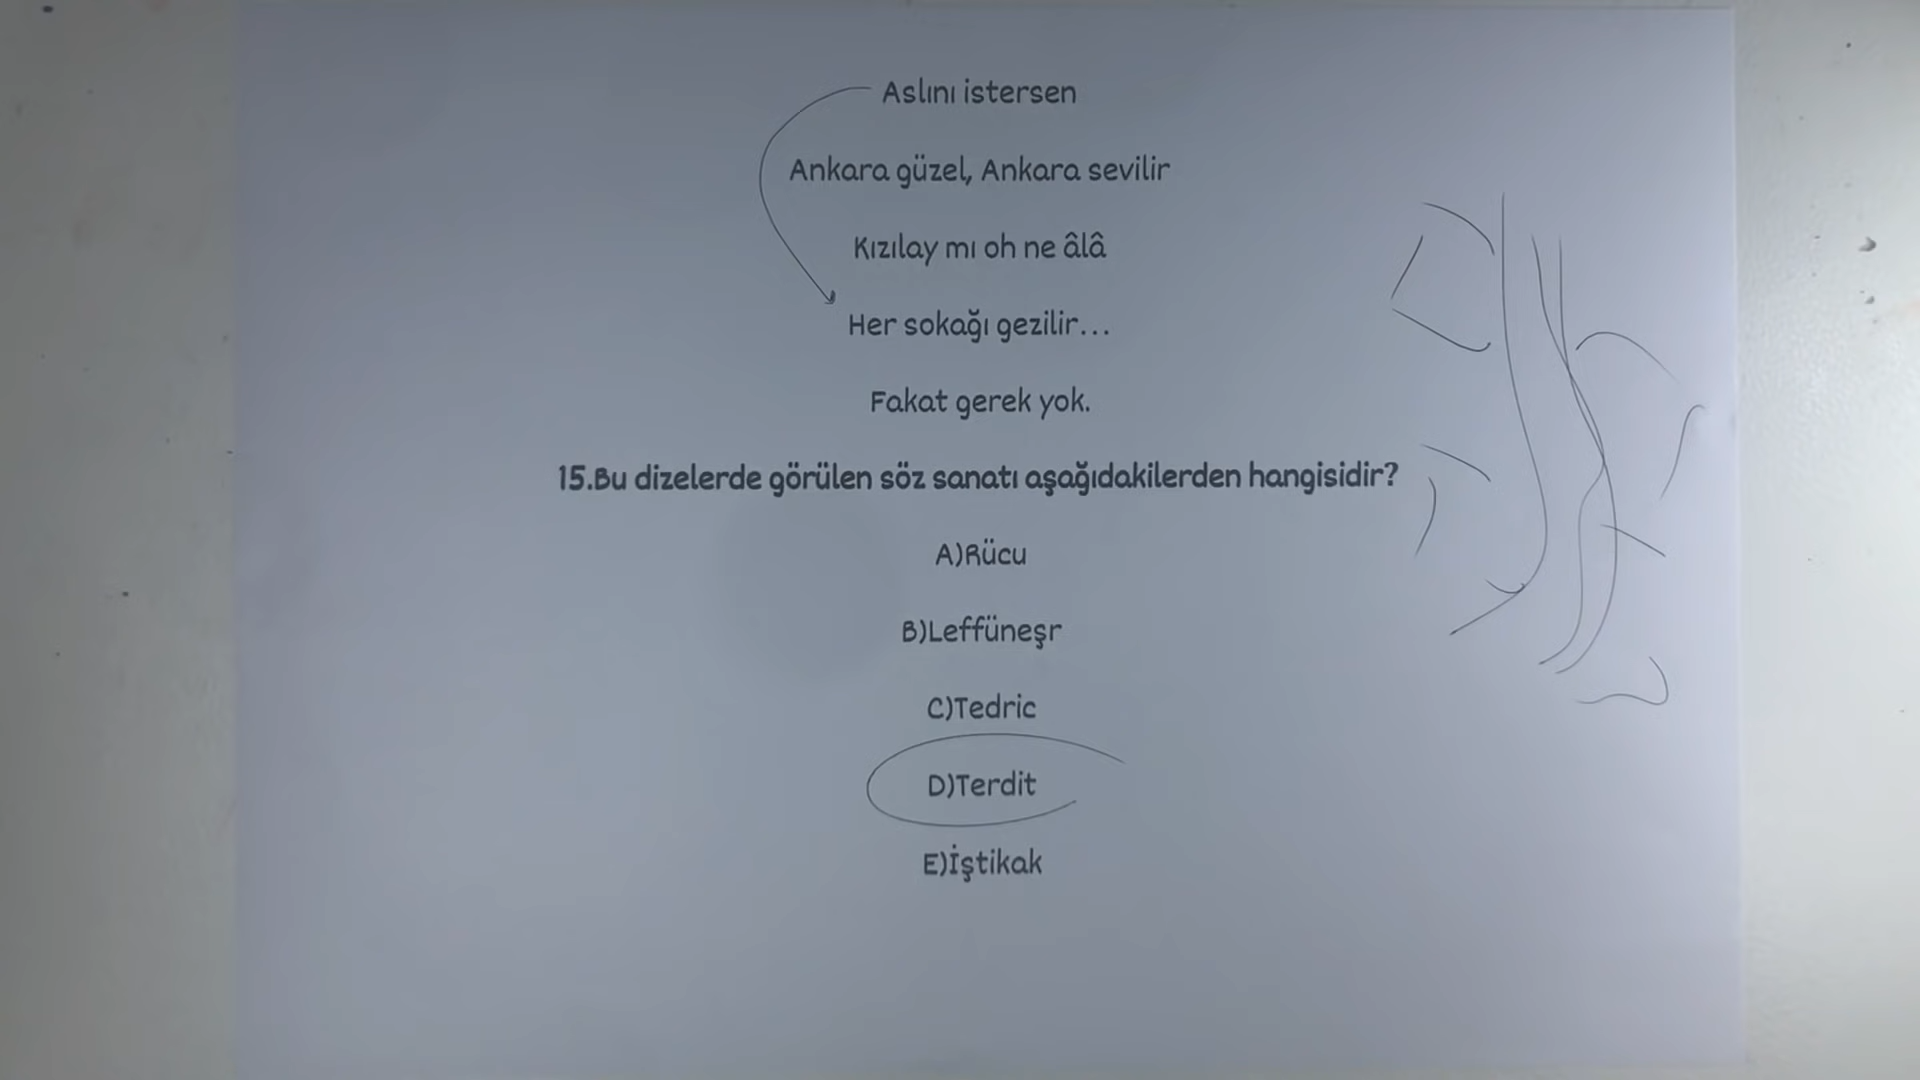 Aslını istersen
Ankara güzel, Ankara sevilir
Kızılay mı oh ne âlâ
Her sokağı gezilir...
Fakat gerek yok.
15.Bu dizelerde görülen söz sanatı aşağıdakilerden hangisidir?
A)Rücu
B)Leffüneşr
C)Tedric
D)Terdit
E)İştikak